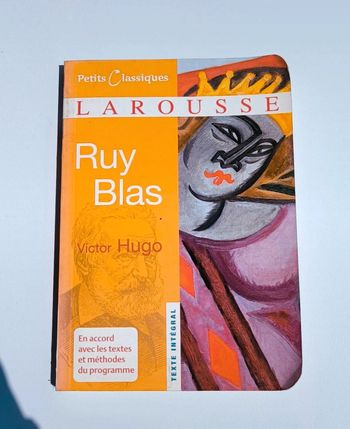 Petits Classiques
LAROUSSE
Ruy
Blas
Victor Hugo
En accord
avec les textes
et méthodes
du programme
TEXTE INTÉGRAL